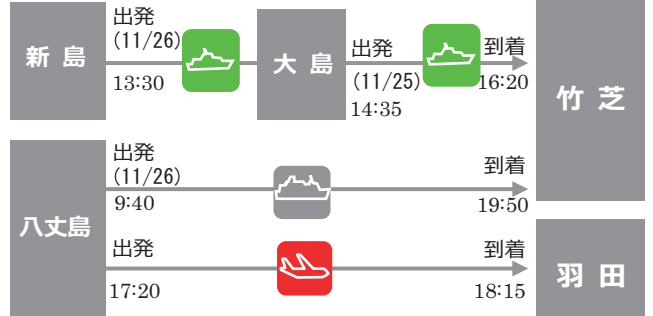 新島
出発
(11/26)
13:30
大島
出発
(11/25)
14:35
到着
16:20
竹芝
八丈島
出発
(11/26)
9:40
到着
19:50
出発
17:20
到着
18:15
羽田